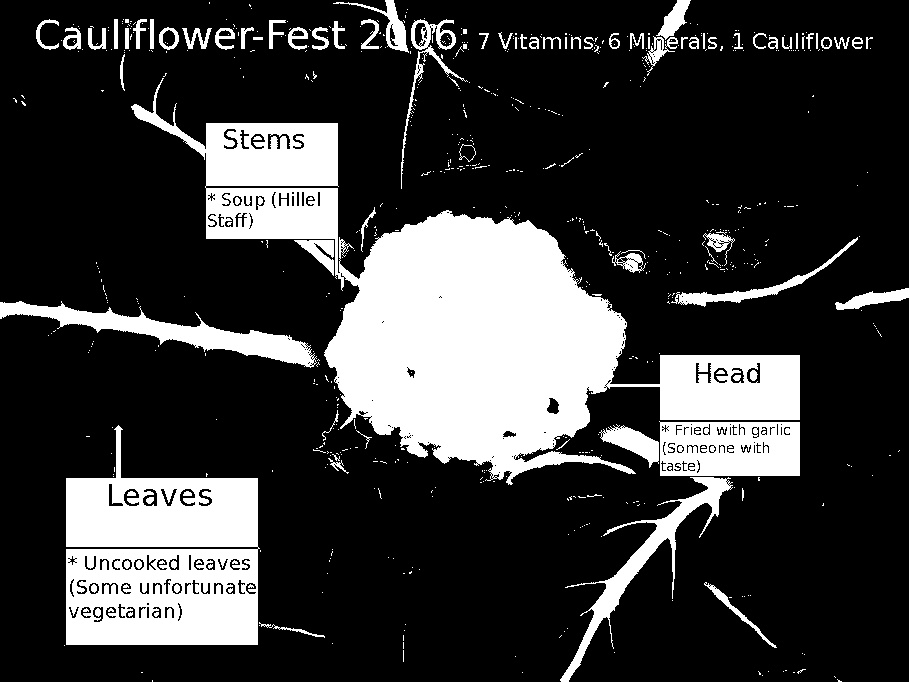 Cauliflower-Fest 2006: 7 Vitamins, 6 Minerals, 1 Cauliflower
Stems
* Soup (Hillel
Staff)
Head
* Fried with garlic
(Someone with
taste)
Leaves
* Uncooked leaves
(Some unfortunate
vegetarian)